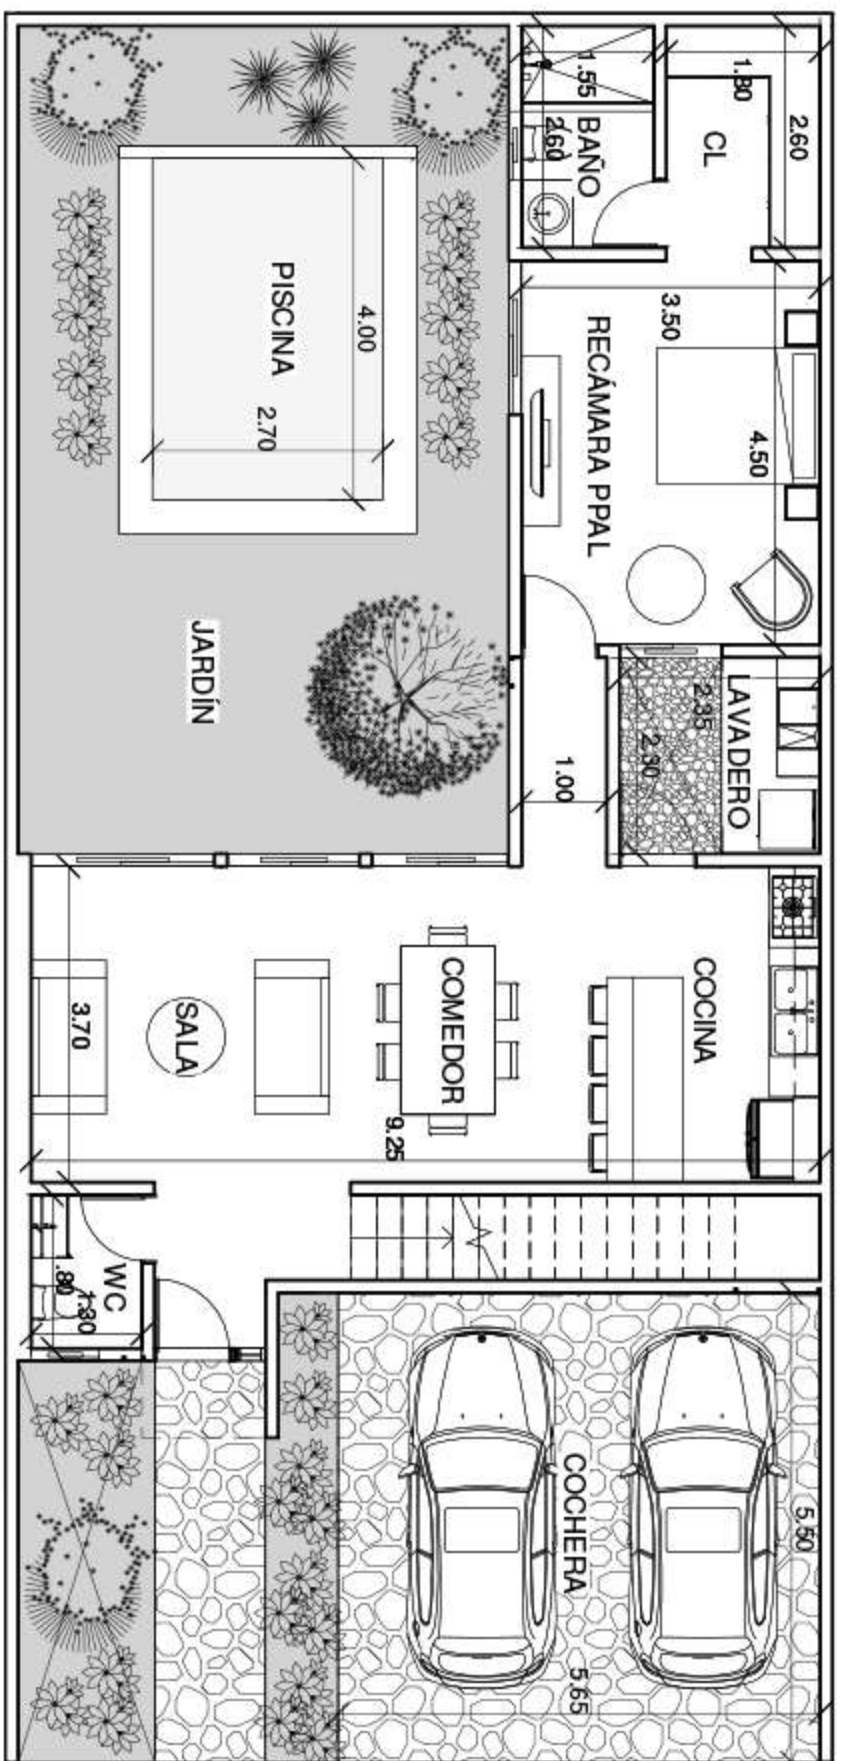 1.55
1.80
2.60
BAÑO
2.60
CL
3.50
RECÁMARA PPAL
4.50
PISCINA
4.00
2.70
JARDÍN
LAVADERO
2.35
2.30
1.00
COCINA
COMEDOR
SALA
3.70
9.25
WC
.80
1.30
COCHERA
5.50
5.65